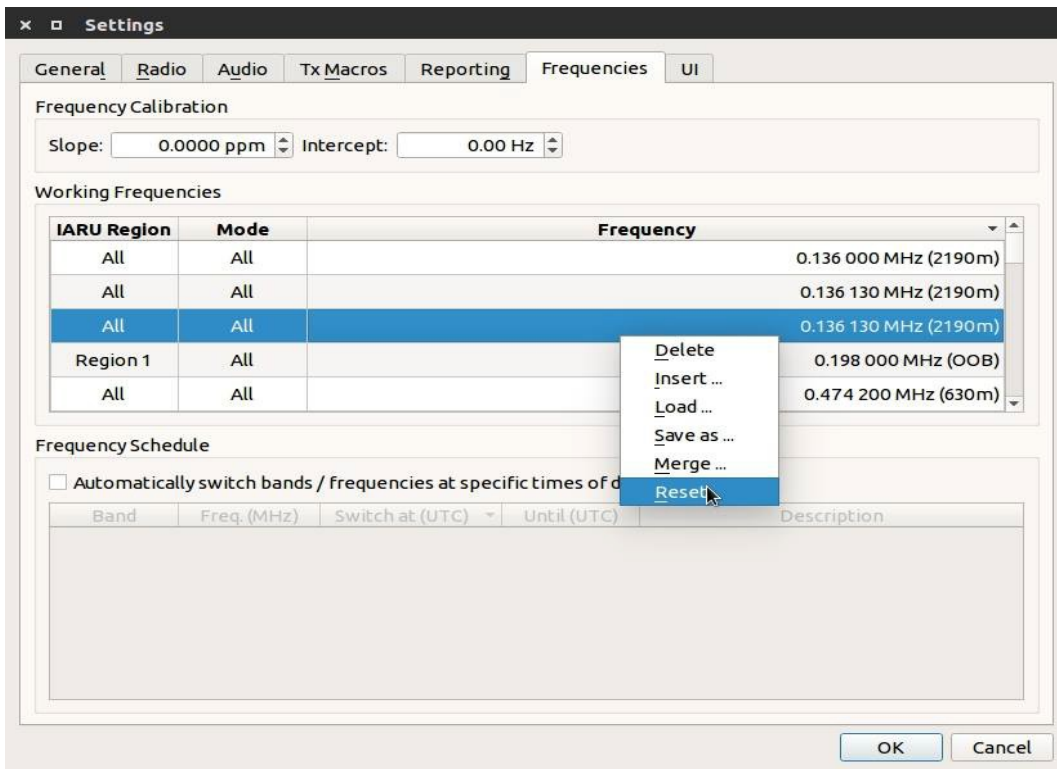 Settings
General Radio Audio Tx Macros Reporting Frequencies UI
Frequency Calibration
Slope: 0.0000 ppm Intercept: 0.00 Hz
Working Frequencies
IARU Region Mode Frequency
All All 0.136 000 MHz (2190m)
All All 0.136 130 MHz (2190m)
All All 0.136 130 MHz (2190m)
Region 1 All 0.198 000 MHz (OOB)
All All 0.474 200 MHz (630m)
Delete
Insert ...
Load ...
Save as ...
Merge ...
Reset
Frequency Schedule
Automatically switch bands / frequencies at specific times of d
Band Freq. (MHz) Switch at (UTC) Until (UTC) Description
OK Cancel